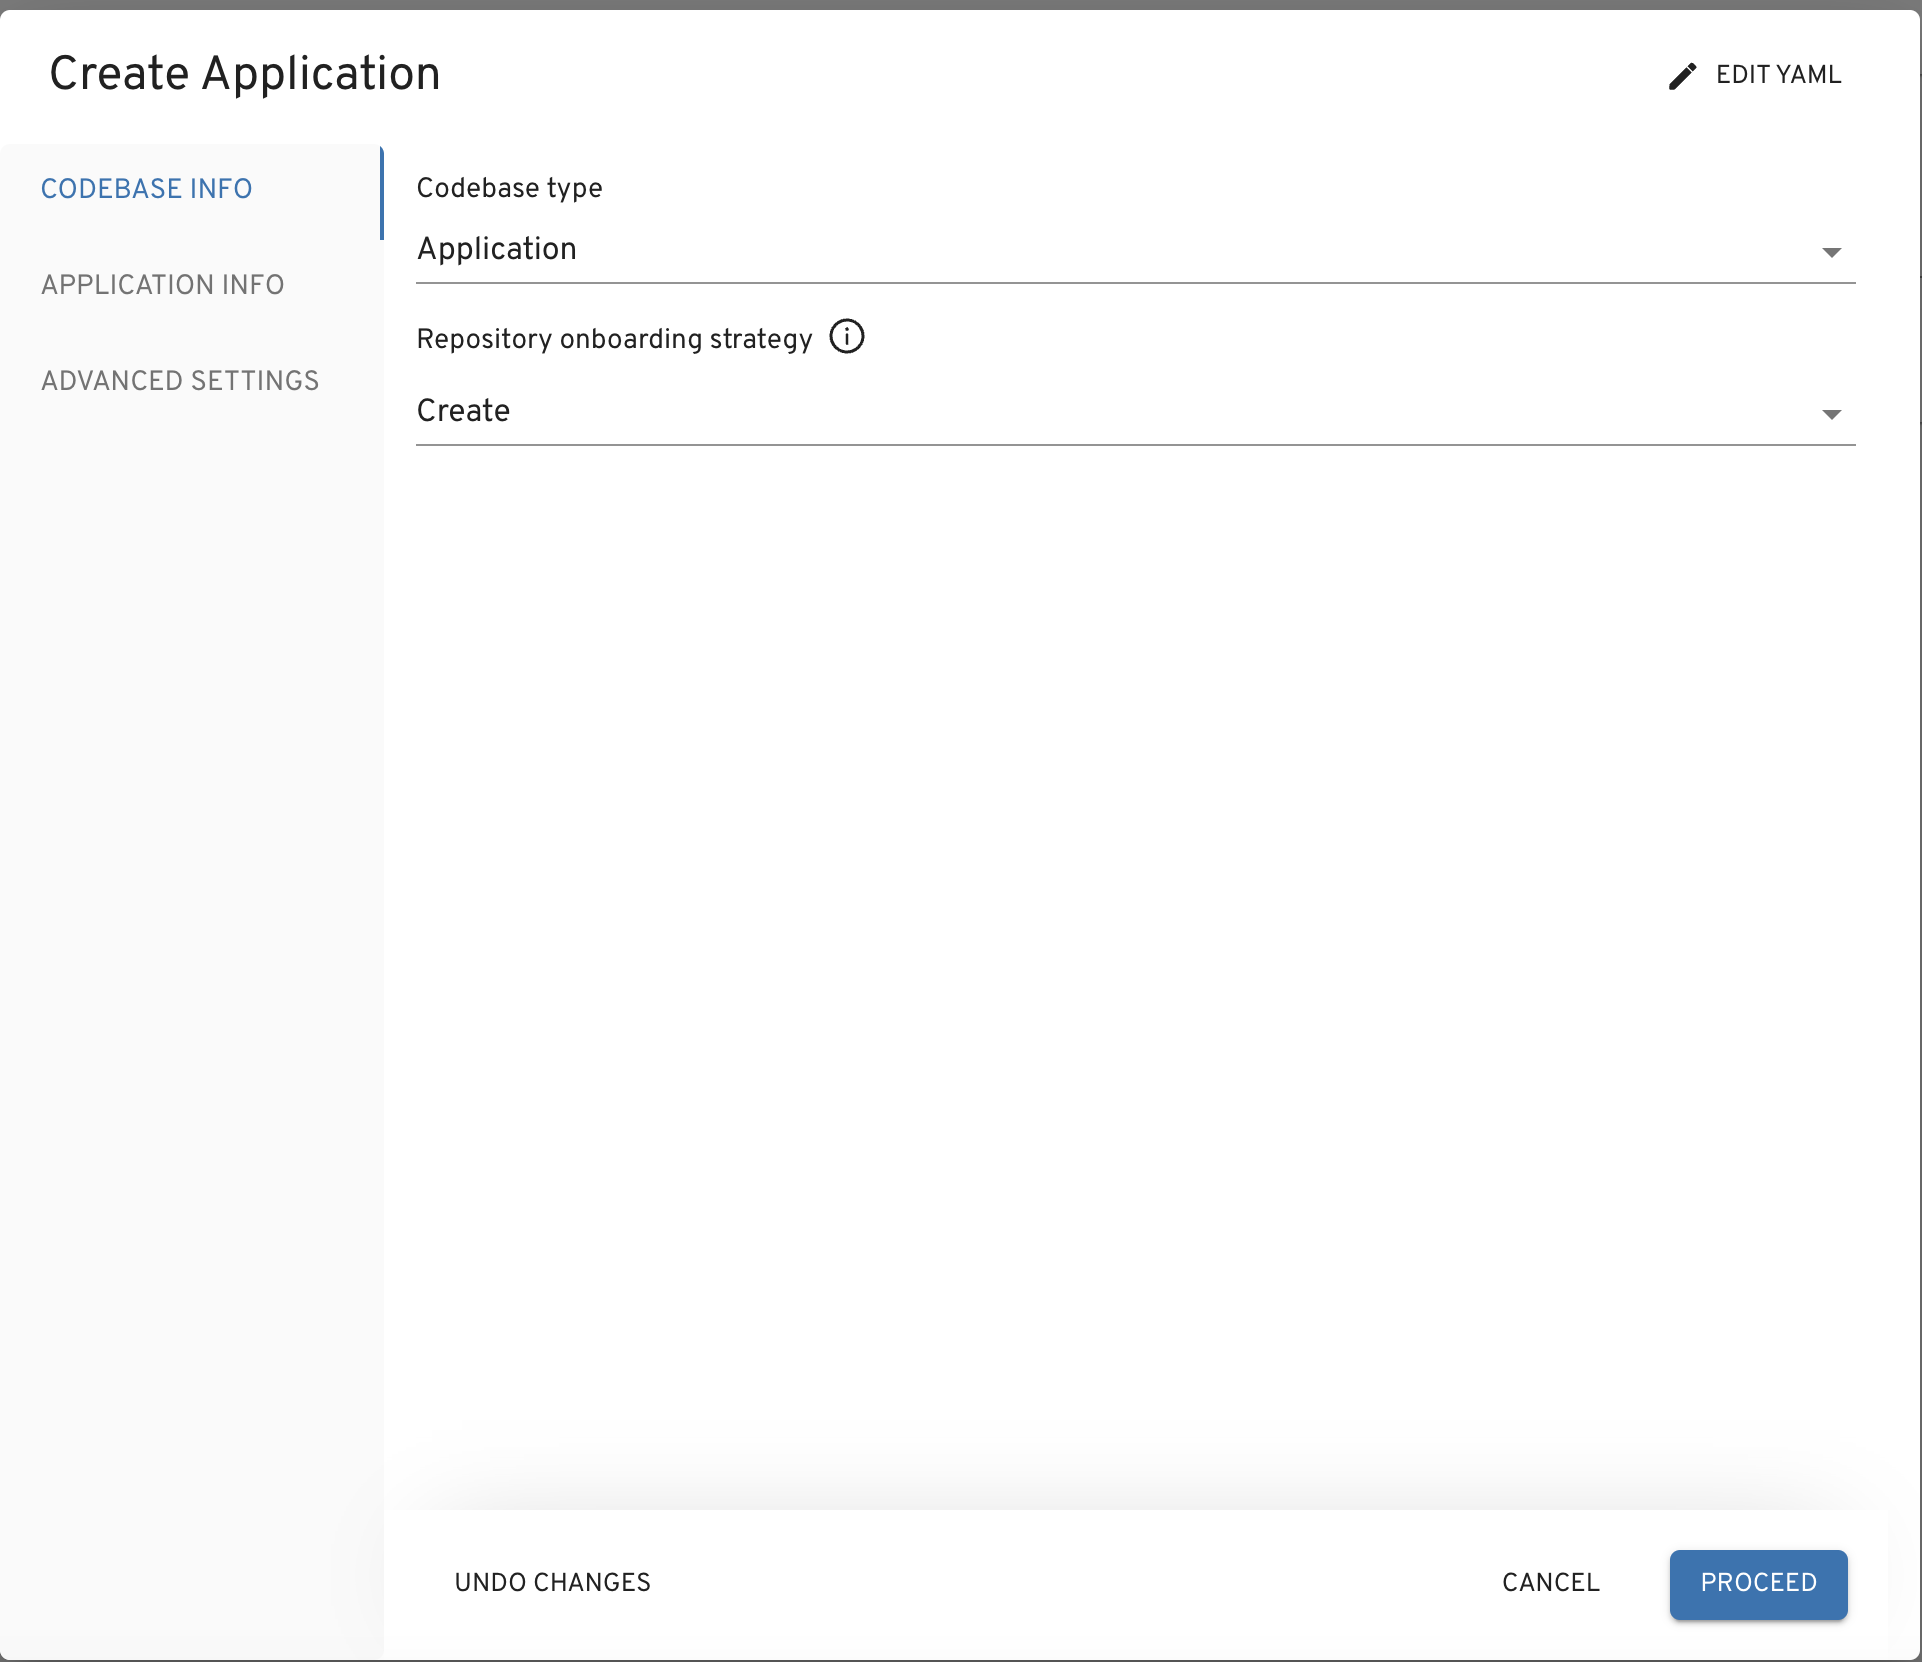 Create Application
EDIT YAML
CODEBASE INFO
APPLICATION INFO
ADVANCED SETTINGS
Codebase type
Application
Repository onboarding strategy
Create
UNDO CHANGES
CANCEL
PROCEED